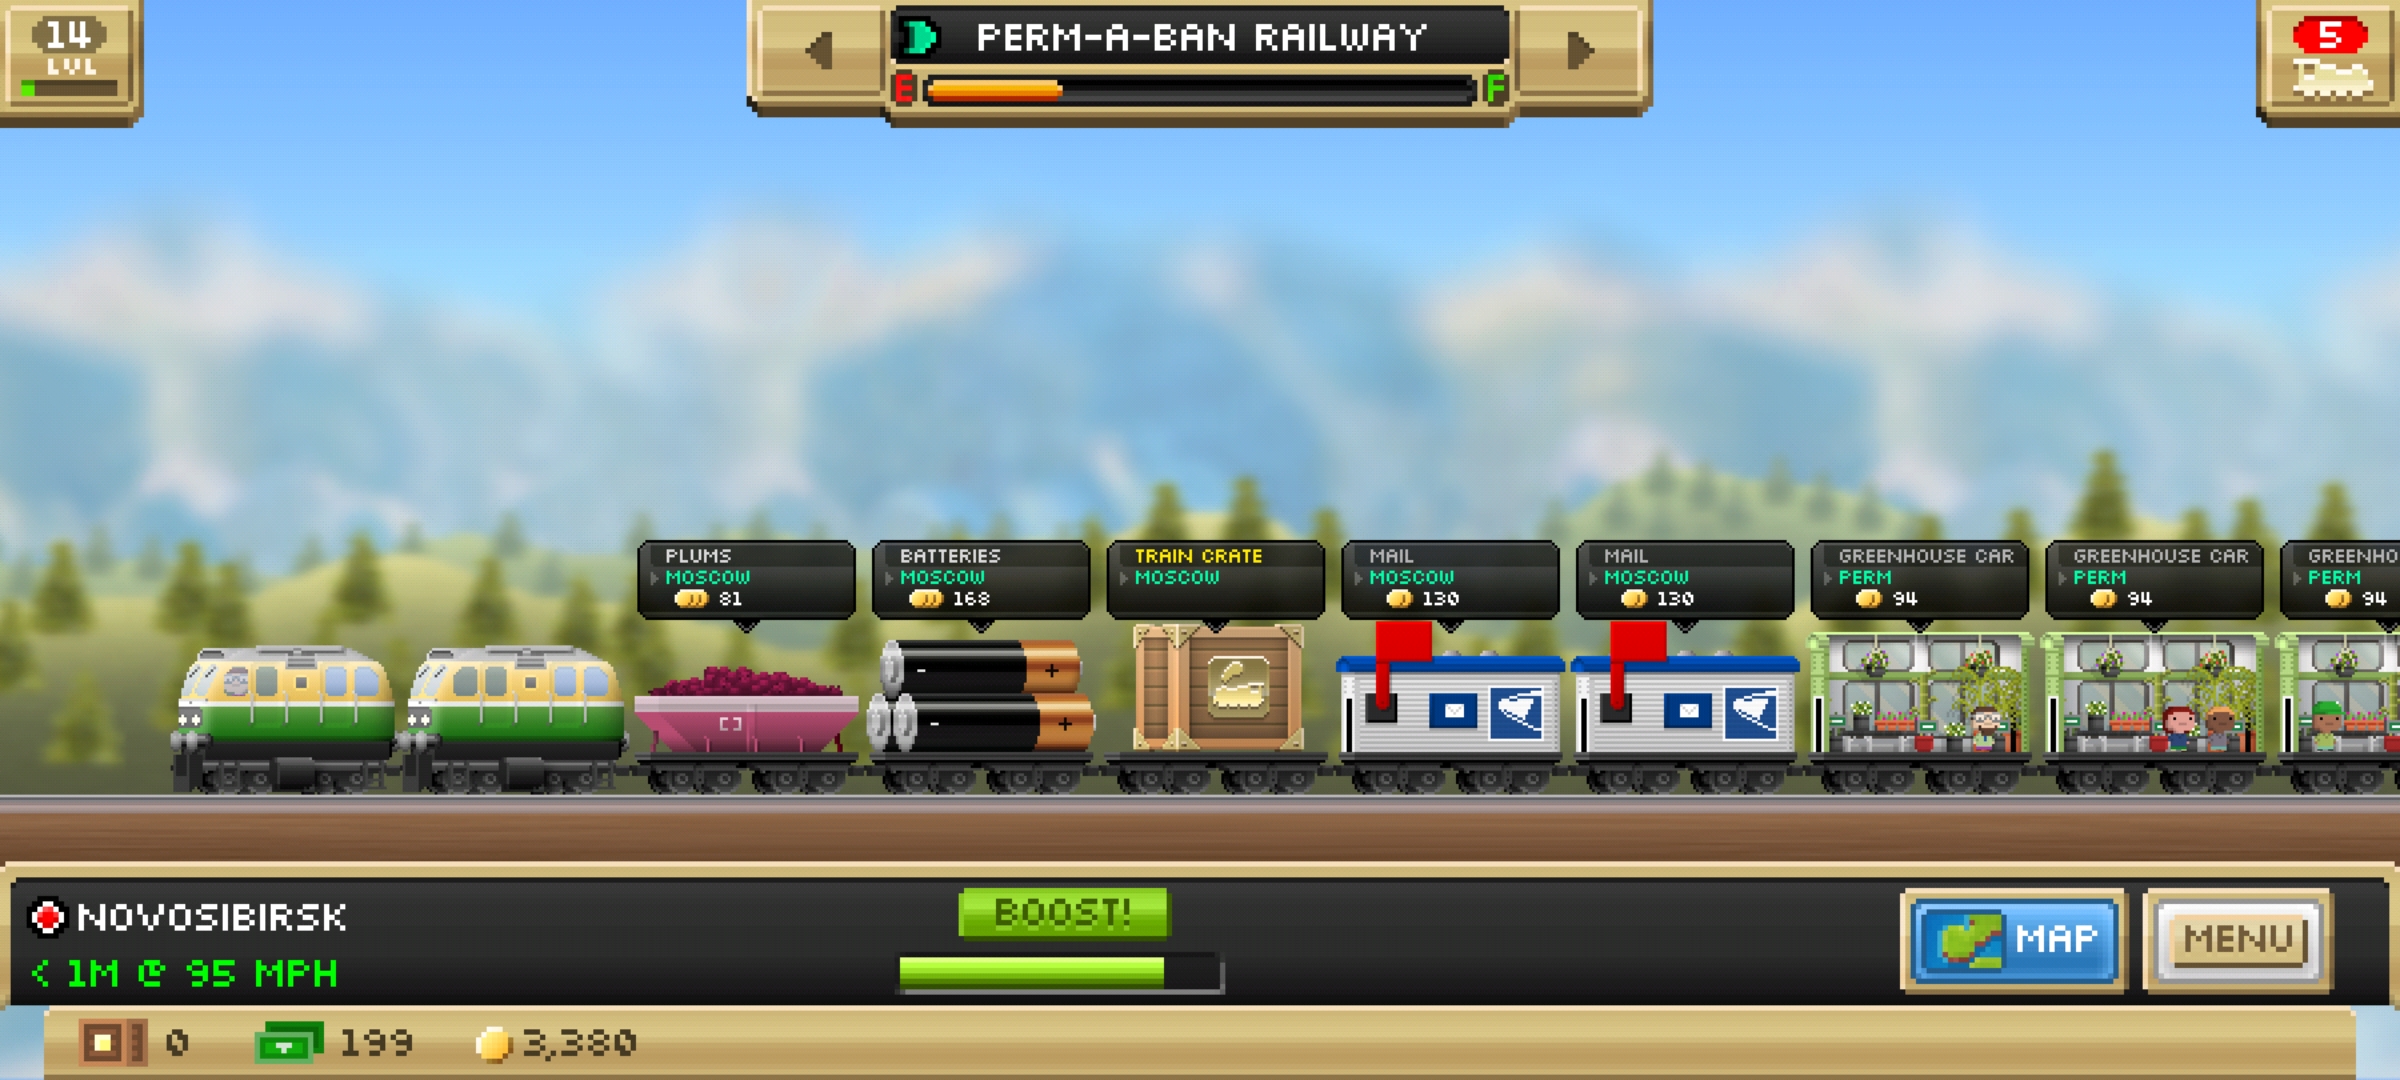 14
LVL
PERM-A-BAN RAILWAY
E
F
5
PLUMS
MOSCOW
81
BATTERIES
MOSCOW
168
TRAIN CRATE
MOSCOW
MAIL
MOSCOW
130
MAIL
MOSCOW
130
GREENHOUSE CAR
PERM
94
GREENHOUSE CAR
PERM
94
GREENHO
PERM
94
- +
- +
NOVOSIBIRSK
< 1M @ 95 MPH
BOOST!
MAP
MENU
0
199
3,380